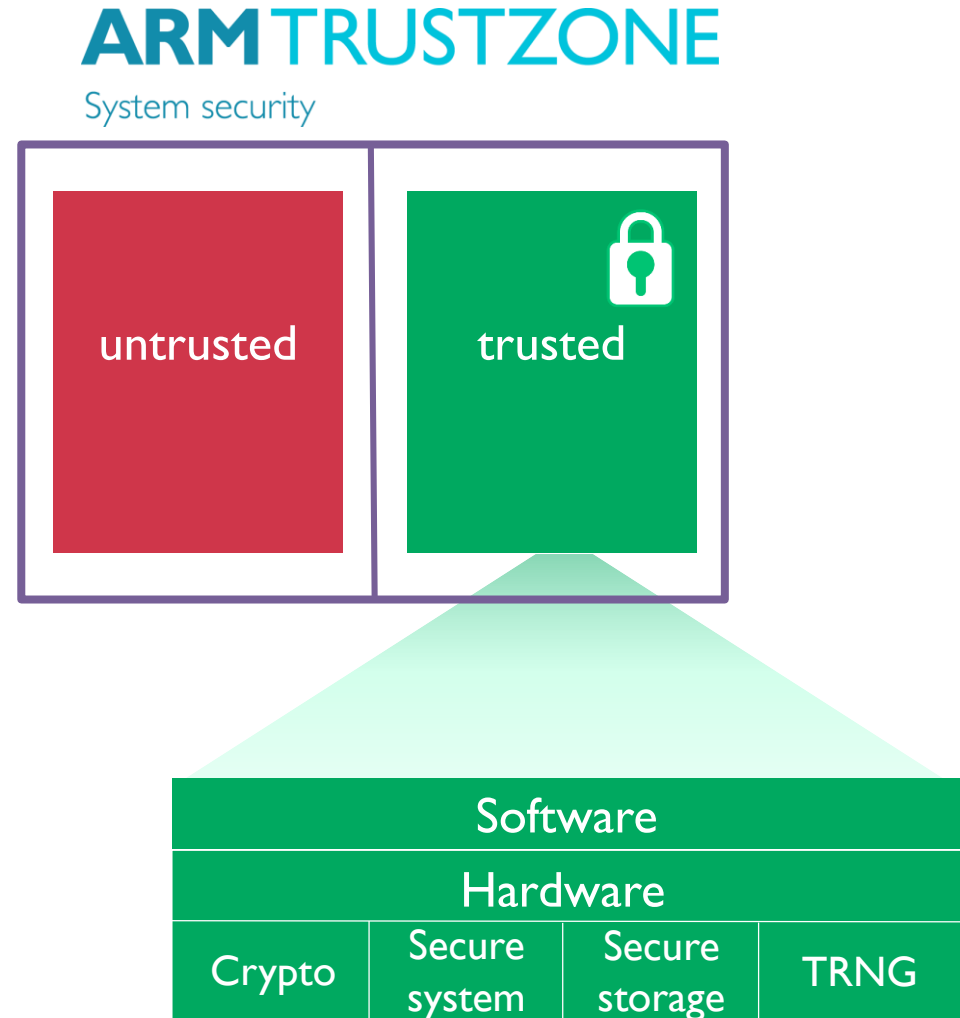 ARM TRUSTZONE
System security
untrusted
trusted
Software
Hardware
Crypto
Secure
system
Secure
storage
TRNG